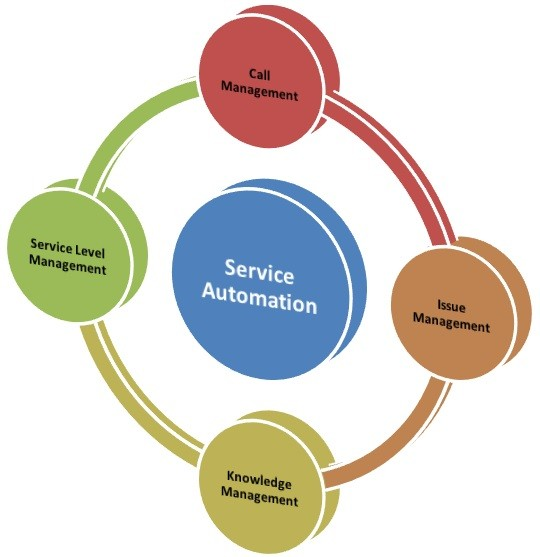 Call
Management
Service Level
Management
Service
Automation
Issue
Management
Knowledge
Management